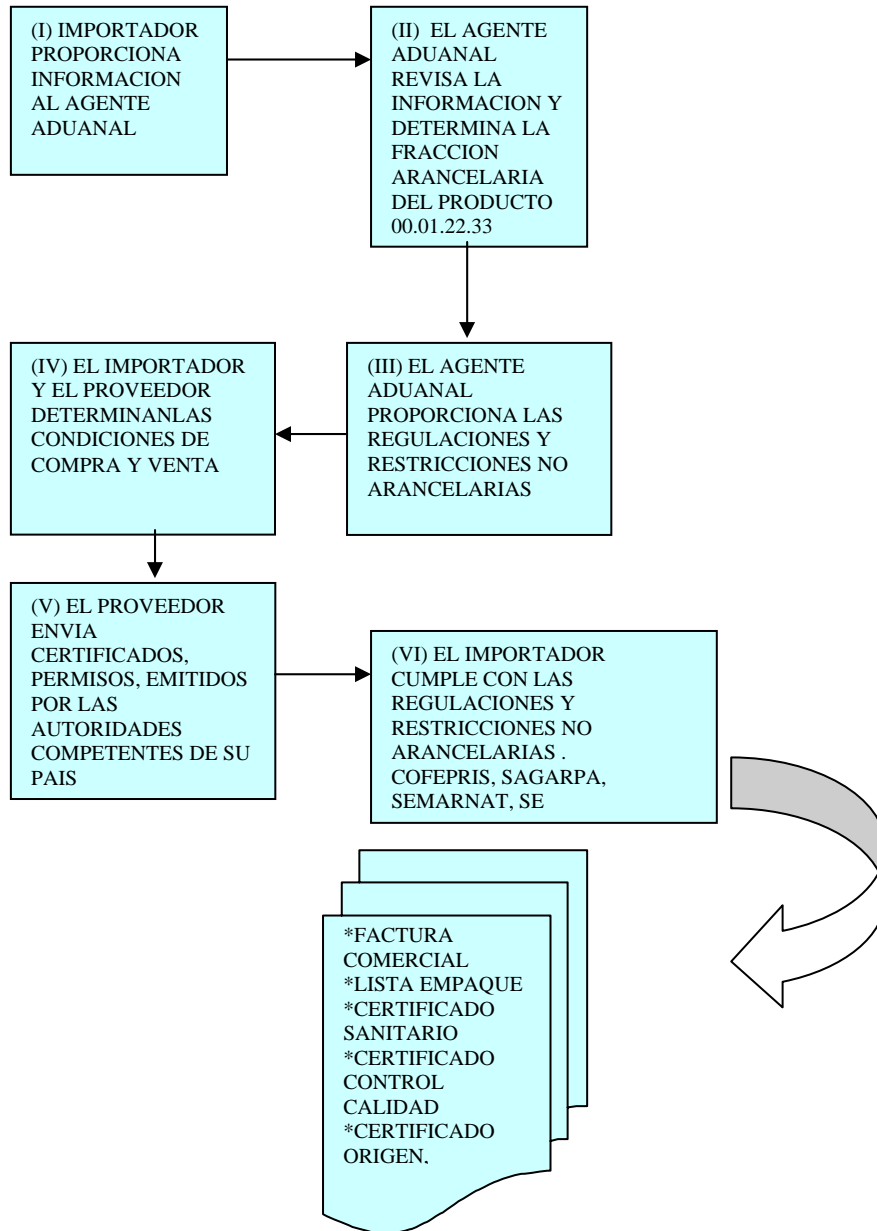 (I) IMPORTADOR
PROPORCIONA
INFORMACION
AL AGENTE
ADUANAL
(II) EL AGENTE
ADUANAL
REVISA LA
INFORMACION Y
DETERMINA LA
FRACCION
ARANCELARIA
DEL PRODUCTO
00.01.22.33
(III) EL AGENTE
ADUANAL
PROPORCIONA LAS
REGULACIONES Y
RESTRICCIONES NO
ARANCELARIAS
(IV) EL IMPORTADOR
Y EL PROVEEDOR
DETERMINANLAS
CONDICIONES DE
COMPRA Y VENTA
(V) EL PROVEEDOR
ENVIA
CERTIFICADOS,
PERMISOS, EMITIDOS
POR LAS
AUTORIDADES
COMPETENTES DE SU
PAIS
(VI) EL IMPORTADOR
CUMPLE CON LAS
REGULACIONES Y
RESTRICCIONES NO
ARANCELARIAS .
COFEPRIS, SAGARPA,
SEMARNAT, SE
*FACTURA
COMERCIAL
*LISTA EMPAQUE
*CERTIFICADO
SANITARIO
*CERTIFICADO
CONTROL
CALIDAD
*CERTIFICADO
ORIGEN,